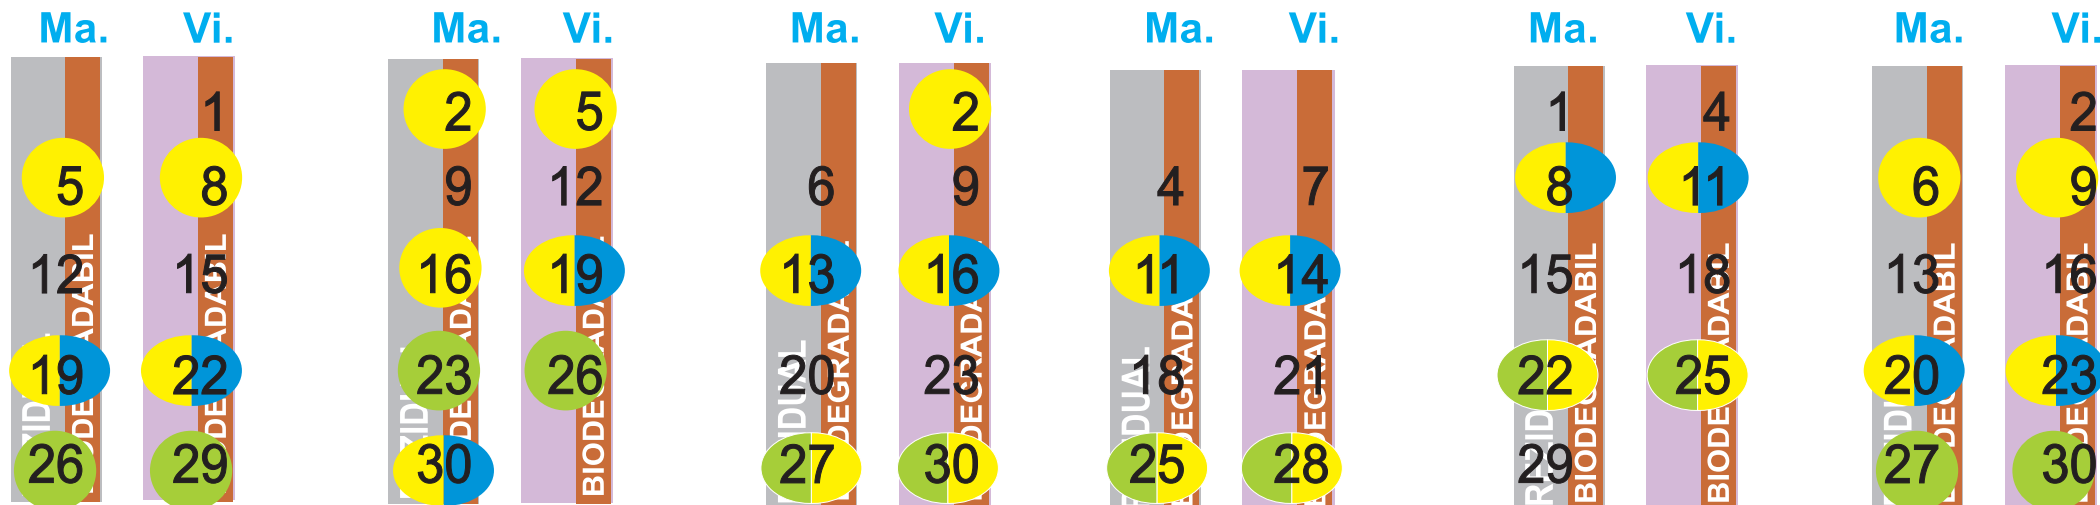 Ma. Vi. Ma. Vi. Ma. Vi. Ma. Vi. Ma. Vi. Ma. Vi.
1 2 5 2 1 4 2
5 8 9 12 6 9 4 7 8 11 6 9
12 15 16 19 13 16 11 14 15 18 13 16
19 22 23 26 20 23 18 21 22 25 20 23
26 29 30 27 30 25 28 29 27 30
BIODEGRADABIL